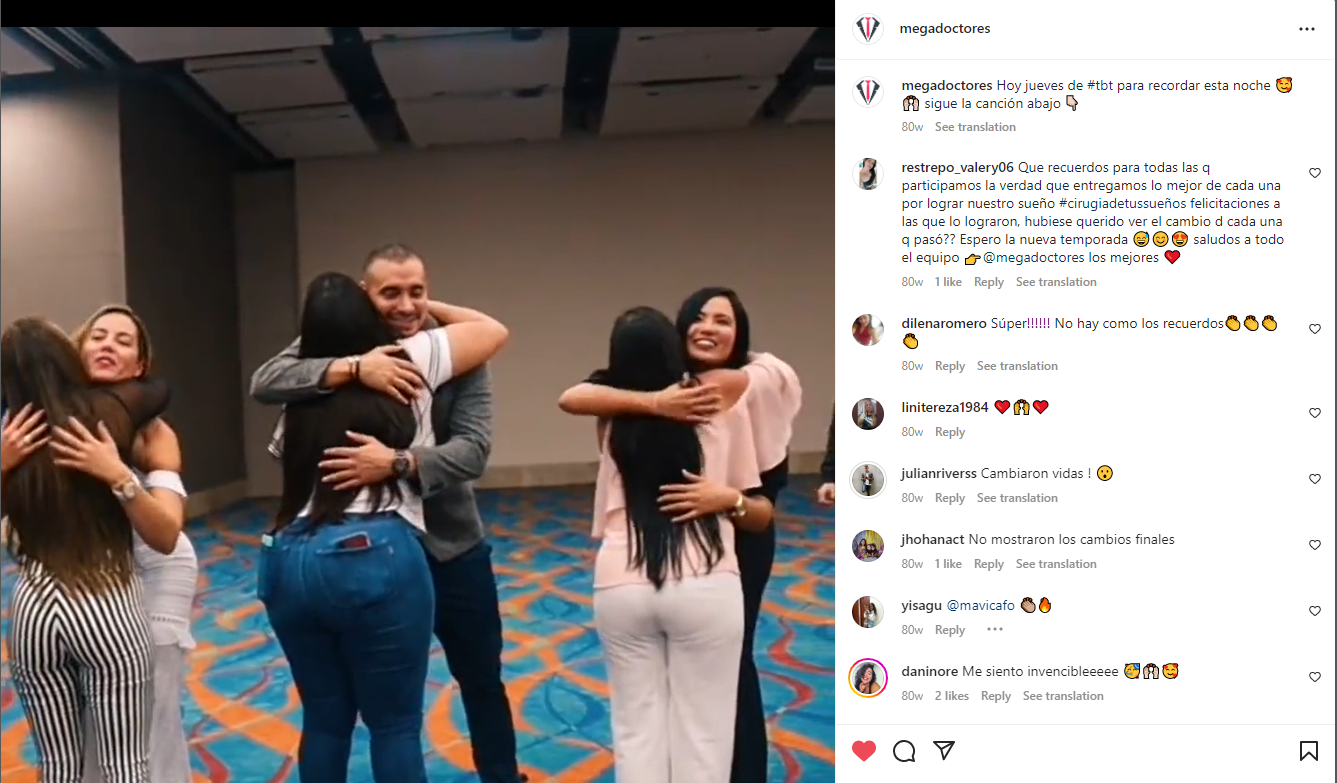 megadoctores
megadoctores Hoy jueves de #tbt para recordar esta noche 🥰
🙌 sigue la canción abajo 👇
80w See translation
restrepo_valery06 Que recuerdos para todas las q
participamos la verdad que entregamos lo mejor de cada una
por lograr nuestro sueño #cirugiadetussueños felicitaciones a
las que lo lograron, hubiese querido ver el cambio d cada una
q pasó?? Espero la nueva temporada 😅😊😍 saludos a todo
el equipo 👉@megadoctores los mejores ❤️
80w 1 like Reply See translation
dilenaromero Súper!!!!!! No hay como los recuerdos👏👏👏
👏
80w Reply See translation
linitereza1984 ❤️🙌❤️
80w Reply
julianriverss Cambiaron vidas ! 😮
80w Reply See translation
jhohanact No mostraron los cambios finales
80w 1 like Reply See translation
yisagu @mavicafo 👏🏽🔥
80w Reply
daninore Me siento invencibleeeee 🥳🙌🥰
80w 2 likes Reply See translation